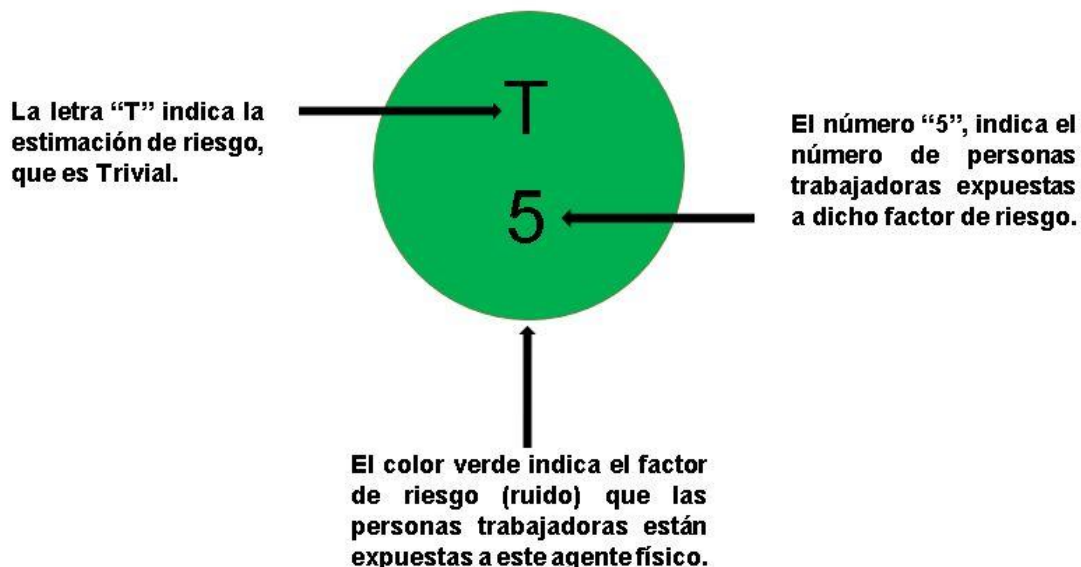 T
5
La letra “T” indica la
estimación de riesgo,
que es Trivial.
El número “5”, indica el
número de personas
trabajadoras expuestas
a dicho factor de riesgo.
El color verde indica el factor
de riesgo (ruido) que las
personas trabajadoras están
expuestas a este agente físico.